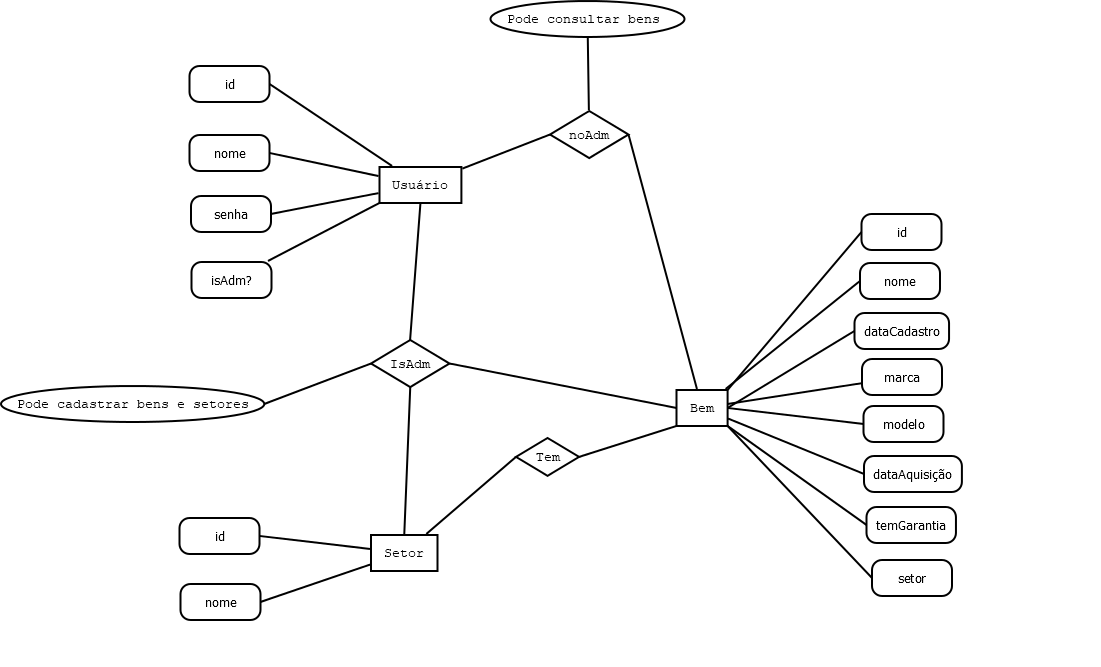 Pode consultar bens
id
noAdm
nome
Usuário
senha
id
isAdm?
nome
dataCadastro
IsAdm
marca
Pode cadastrar bens e setores
Bem
modelo
Tem
dataAquisição
temGarantia
id
Setor
setor
nome